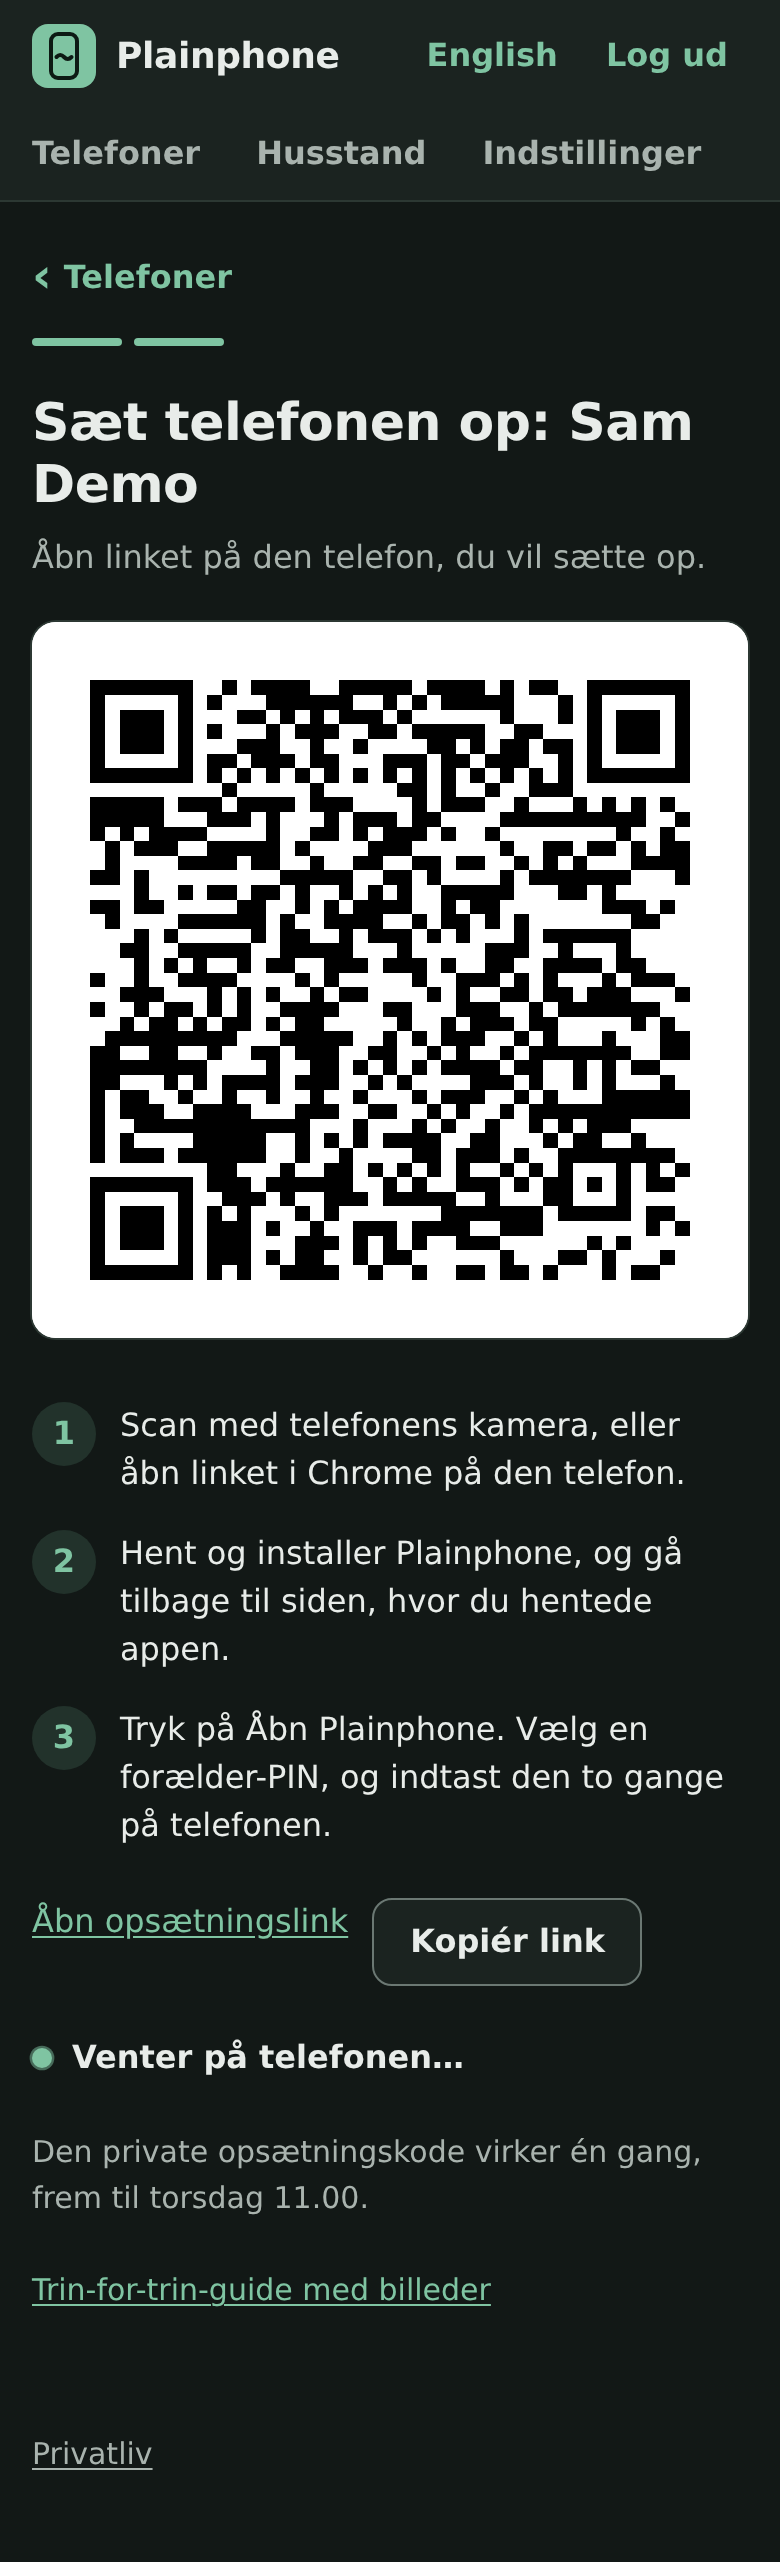 Plainphone English Log ud
Telefoner Husstand Indstillinger
‹ Telefoner
Sæt telefonen op: Sam
Demo
Åbn linket på den telefon, du vil sætte op.
1 Scan med telefonens kamera, eller
åbn linket i Chrome på den telefon.
2 Hent og installer Plainphone, og gå
tilbage til siden, hvor du hentede
appen.
3 Tryk på Åbn Plainphone. Vælg en
forælder-PIN, og indtast den to gange
på telefonen.
Åbn opsætningslink Kopiér link
Venter på telefonen…
Den private opsætningskode virker én gang,
frem til torsdag 11.00.
Trin-for-trin-guide med billeder
Privatliv